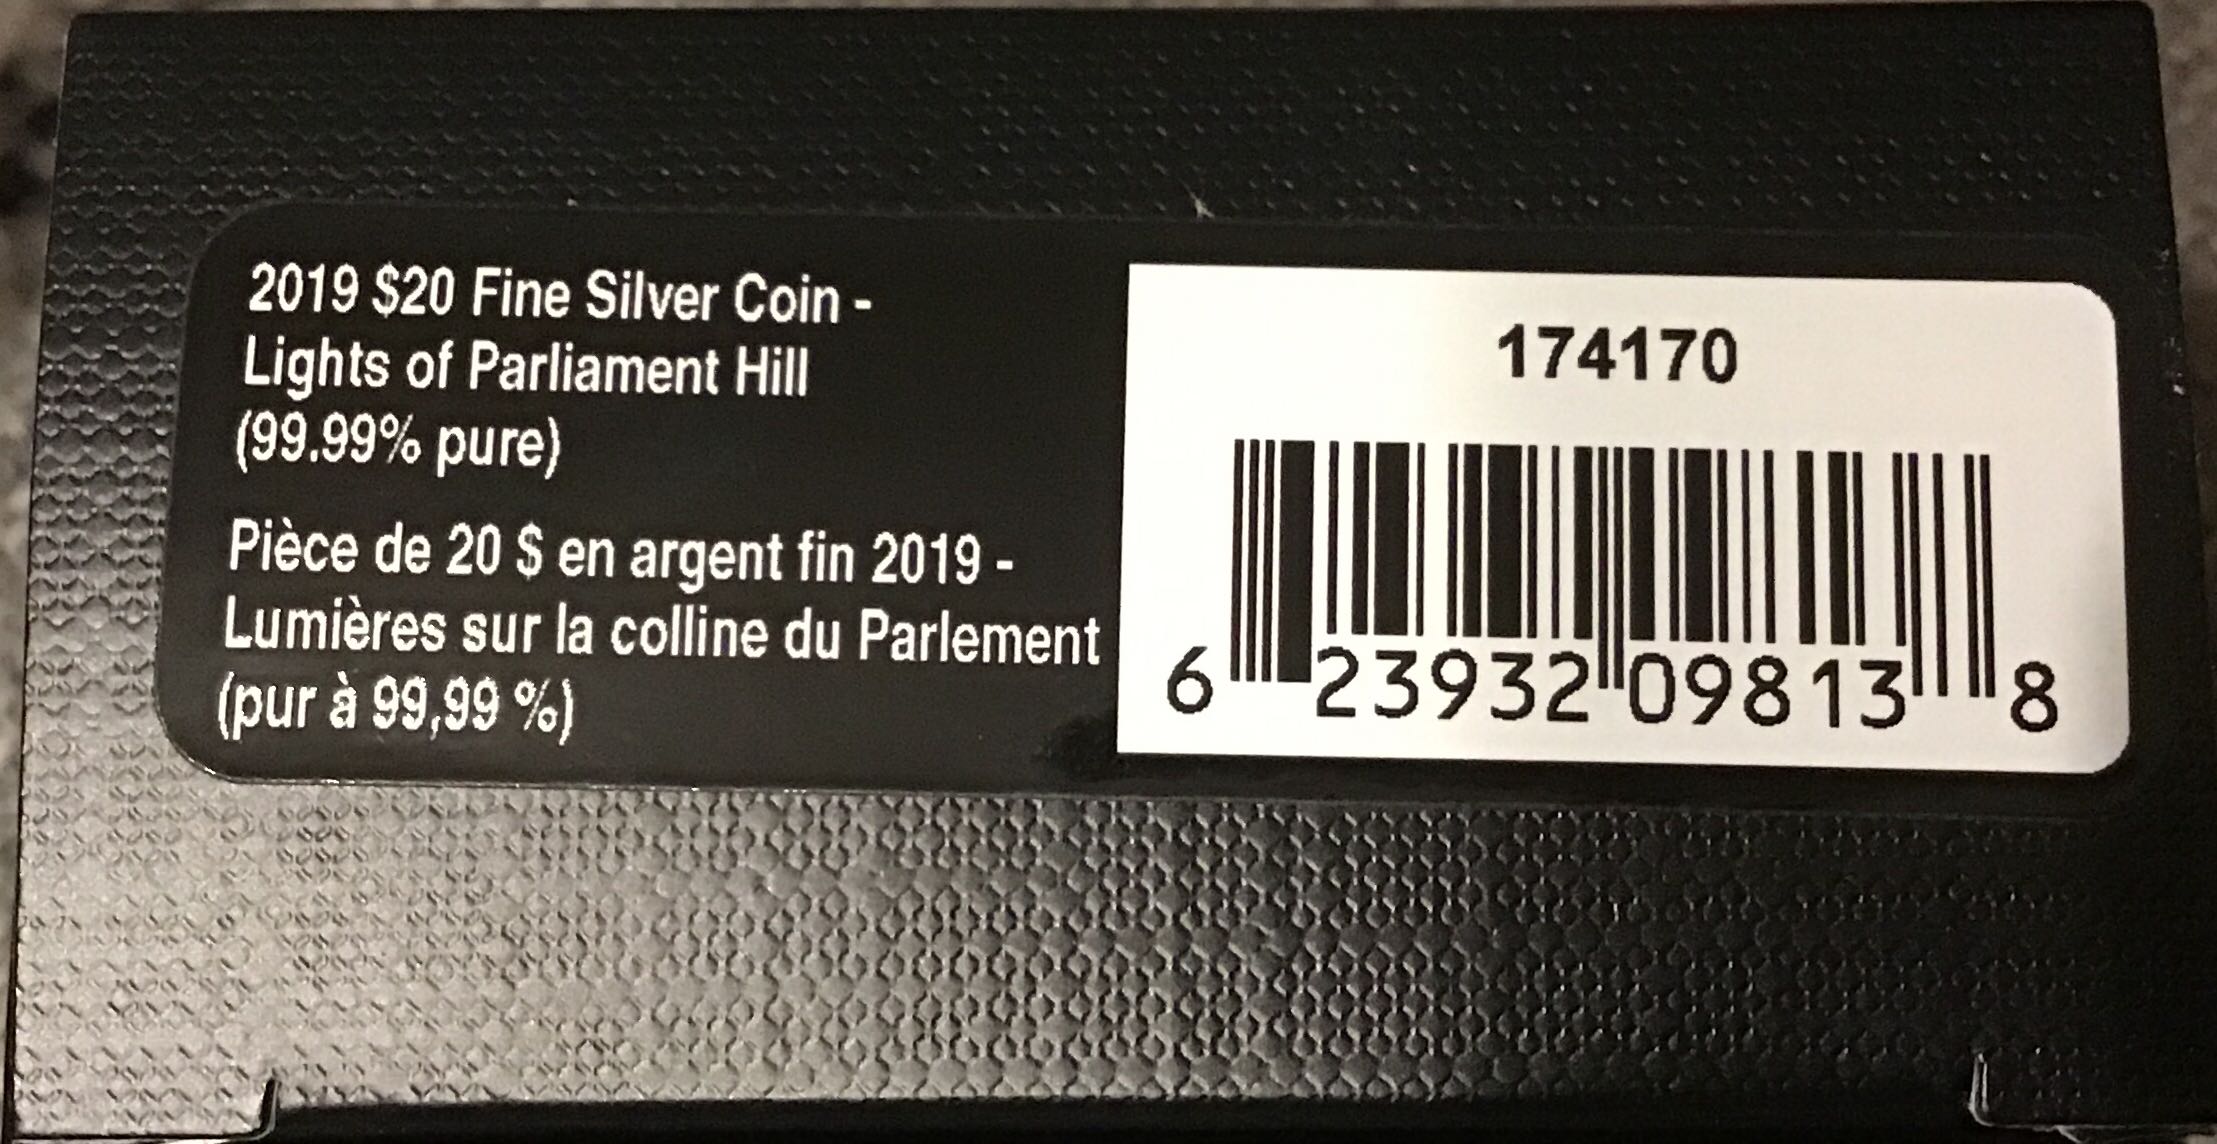 2019 $20 Fine Silver Coin -
Lights of Parliament Hill
(99.99% pure)
Pièce de 20 $ en argent fin 2019 -
Lumières sur la colline du Parlement
(pur à 99,99 %)
174170
6 23932 09813 8